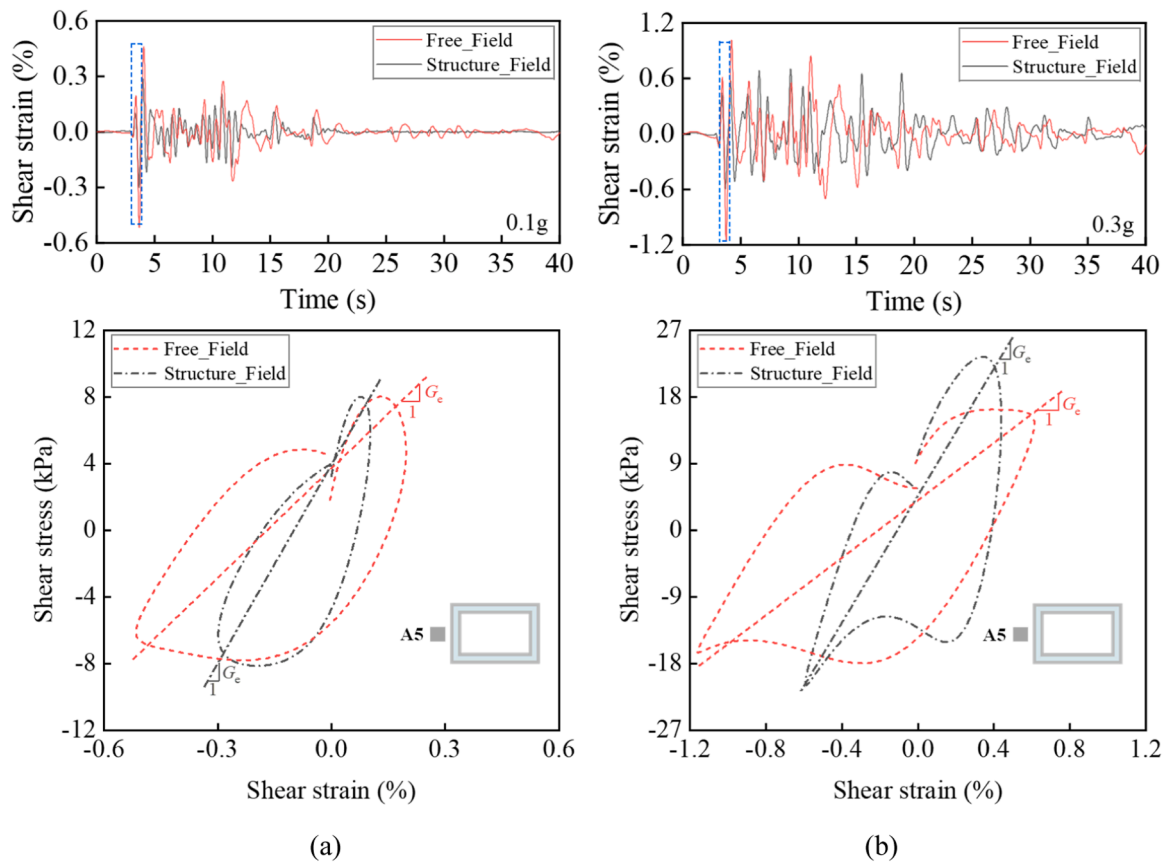 0.6
0.3
0.0
-0.3
-0.6
Shear strain (%)
Free_Field
Structure_Field
0.1g
0 5 10 15 20 25 30 35 40
Time (s)
1.2
0.6
0.0
-0.6
-1.2
Shear strain (%)
Free_Field
Structure_Field
0.3g
0 5 10 15 20 25 30 35 40
Time (s)
12
8
4
0
-4
-8
-12
Shear stress (kPa)
Free_Field
Structure_Field
Gc
1
A5
Gc
1
-0.6 -0.3 0.0 0.3 0.6
Shear strain (%)
(a)
27
18
9
0
-9
-18
-27
Shear stress (kPa)
Free_Field
Structure_Field
Gc
1
Gc
1
A5
-1.2 -0.8 -0.4 0.0 0.4 0.8 1.2
Shear strain (%)
(b)